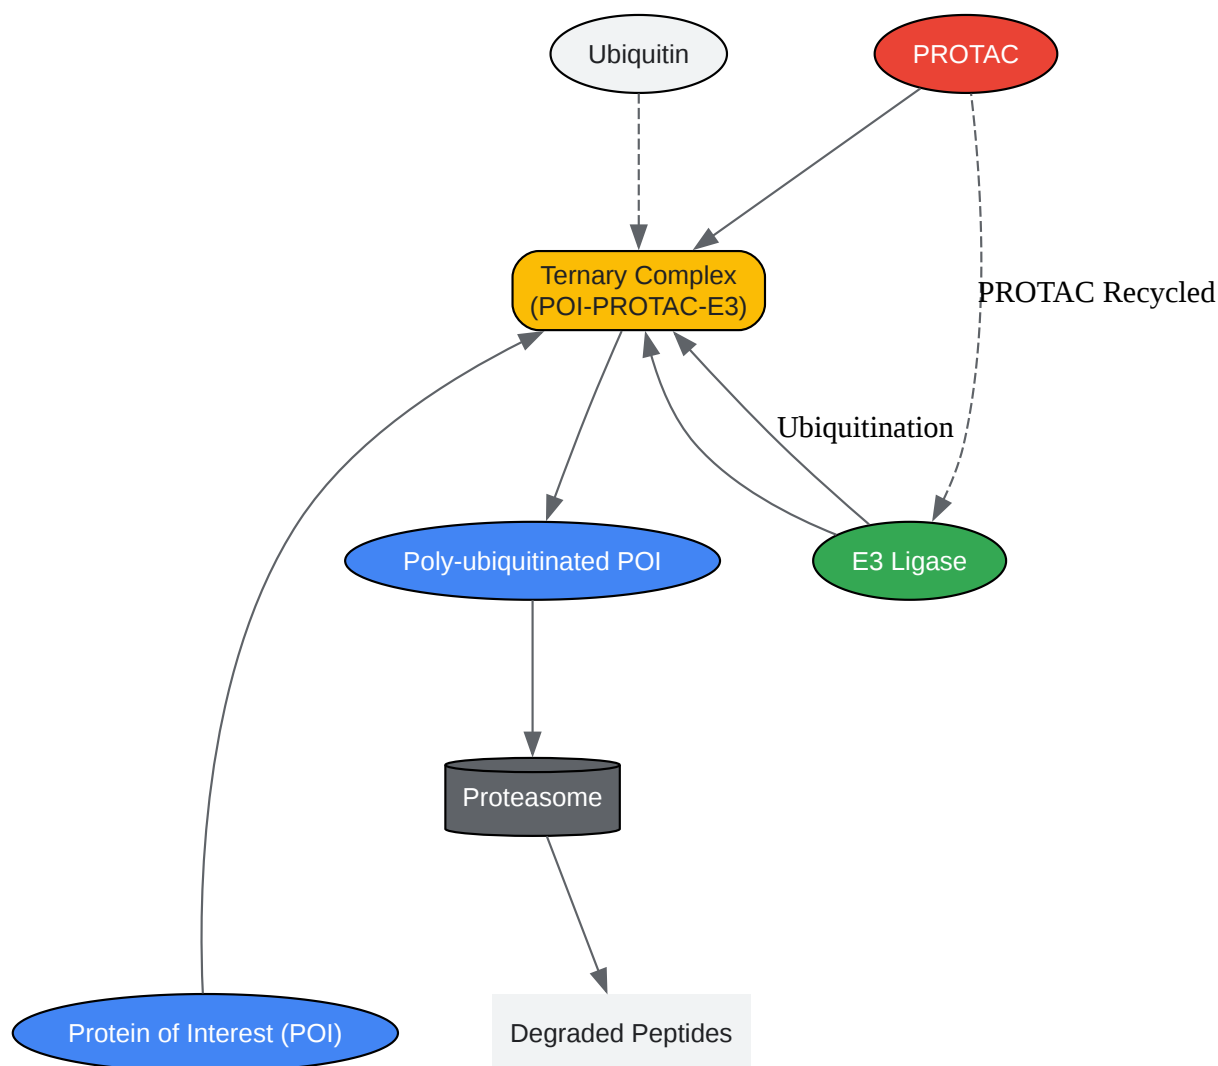 Ubiquitin
PROTAC
Ternary Complex
(POI-PROTAC-E3)
PROTAC Recycled
Ubiquitination
Poly-ubiquitinated POI
E3 Ligase
Proteasome
Protein of Interest (POI)
Degraded Peptides